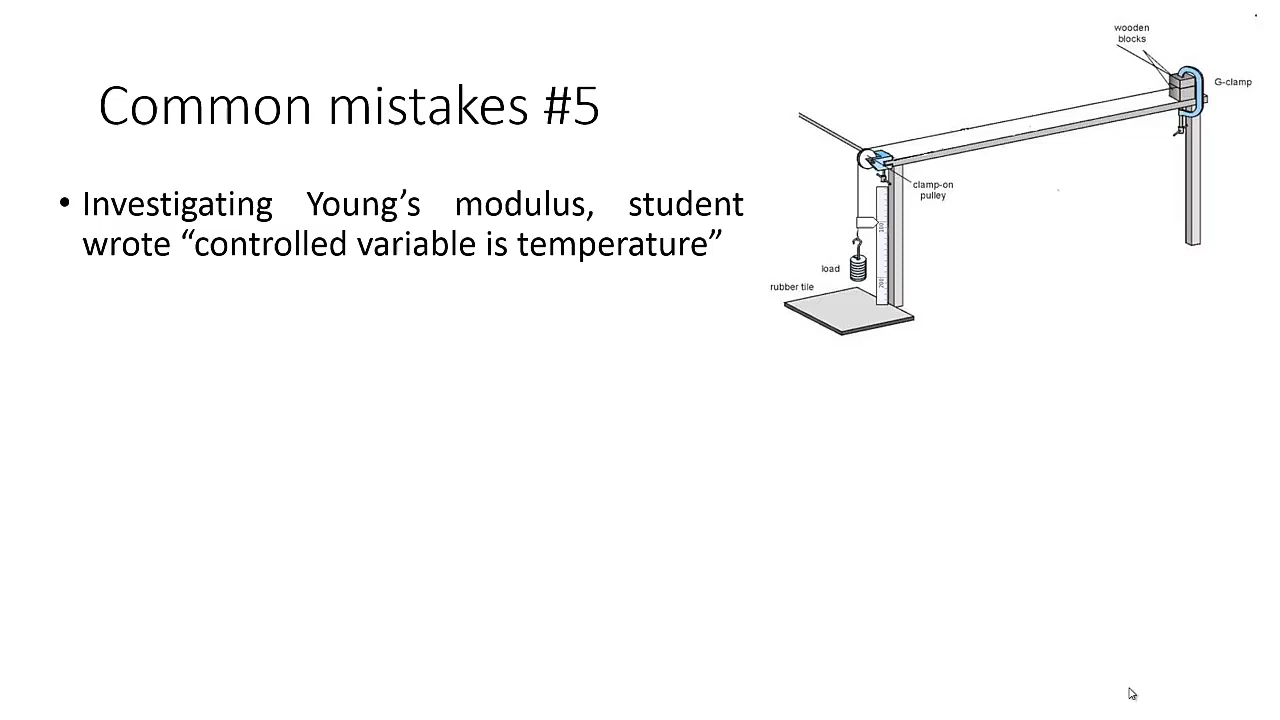 Common mistakes #5
• Investigating Young’s modulus, student
wrote “controlled variable is temperature”
wooden
blocks
G-clamp
clamp-on
pulley
load
rubber tile